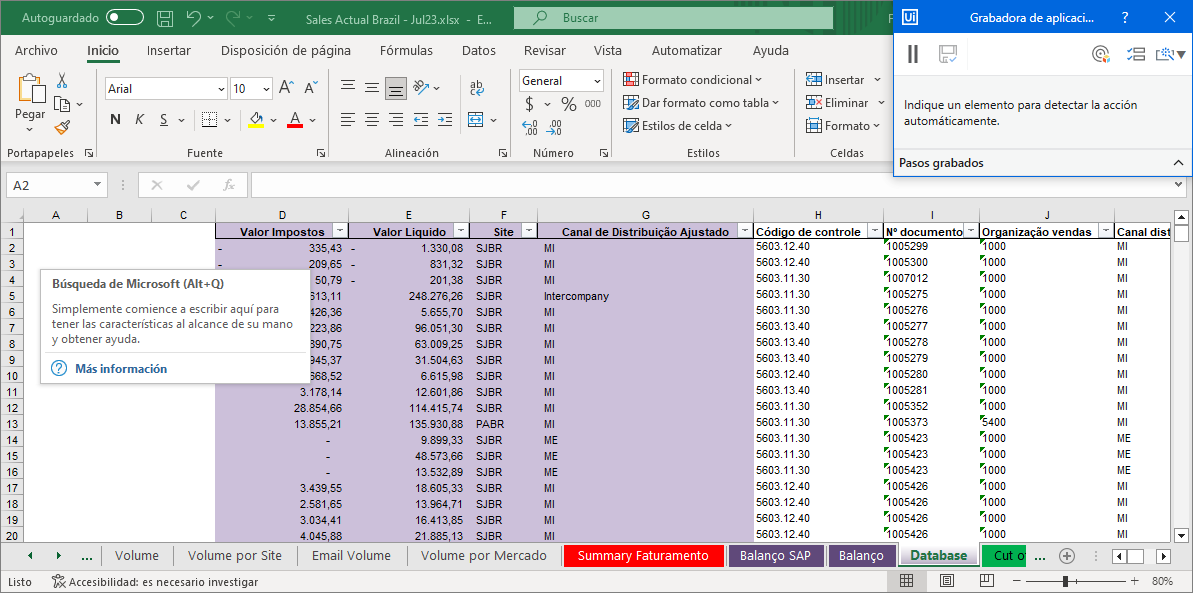 Autoguardado
Sales Actual Brazil - Jul23.xlsx - E...
Buscar
Archivo Inicio Insertar Disposición de página Fórmulas Datos Revisar Vista Automatizar Ayuda
Pegar
Portapapeles
Arial 10
N K S
Fuente
Alineación
General
$ % 000
Número
Formato condicional
Dar formato como tabla
Estilos de celda
Estilos
Insertar
Eliminar
Formato
Celdas
Ui Grabadora de aplicaci... ?
Indique un elemento para detectar la acción
automáticamente.
Pasos grabados
A2
fx
A B C D E F G H I J
1 Valor Impostos Valor Liquido Site Canal de Distribuição Ajustado Código de controle Nº documento Organização vendas Canal dist
2 - 335,43 - 1.330,08 SJBR MI 5603.12.40 1005299 1000 MI
3 - 209,65 - 831,32 SJBR MI 5603.12.40 1005300 1000 MI
4 50,79 - 201,38 SJBR MI 5603.11.30 1007012 1000 MI
5 613,11 248.276,26 SJBR Intercompany 5603.11.30 1005275 1000 MI
6 426,36 5.655,70 SJBR MI 5603.11.30 1005276 1000 MI
7 223,86 96.051,30 SJBR MI 5603.13.40 1005277 1000 MI
8 390,75 63.009,25 SJBR MI 5603.13.40 1005278 1000 MI
9 945,37 31.504,63 SJBR MI 5603.13.40 1005279 1000 MI
10 668,52 6.615,98 SJBR MI 5603.12.40 1005280 1000 MI
11 3.178,14 12.601,86 SJBR MI 5603.13.40 1005281 1000 MI
12 28.854,66 114.415,74 SJBR MI 5603.11.30 1005352 1000 MI
13 13.855,21 135.930,88 PABR MI 5603.11.30 1005373 5400 MI
14 - 9.899,33 SJBR ME 5603.11.30 1005423 1000 ME
15 - 48.573,66 SJBR ME 5603.11.30 1005423 1000 ME
16 - 13.532,89 SJBR ME 5603.11.30 1005423 1000 ME
17 3.439,55 18.605,33 SJBR MI 5603.12.40 1005426 1000 MI
18 2.581,65 13.964,71 SJBR MI 5603.12.40 1005426 1000 MI
19 3.034,41 16.413,85 SJBR MI 5603.12.40 1005426 1000 MI
20 4.045,88 21.885,13 SJBR MI 5603.12.40 1005426 1000 MI
Búsqueda de Microsoft (Alt+Q)
Simplemente comience a escribir aquí para
tener las características al alcance de su mano
y obtener ayuda.
? Más información
... Volume Volume por Site Email Volume Volume por Mercado Summary Faturamento Balanço SAP Balanço Database Cut o ...
Listo Accesibilidad: es necesario investigar 80%